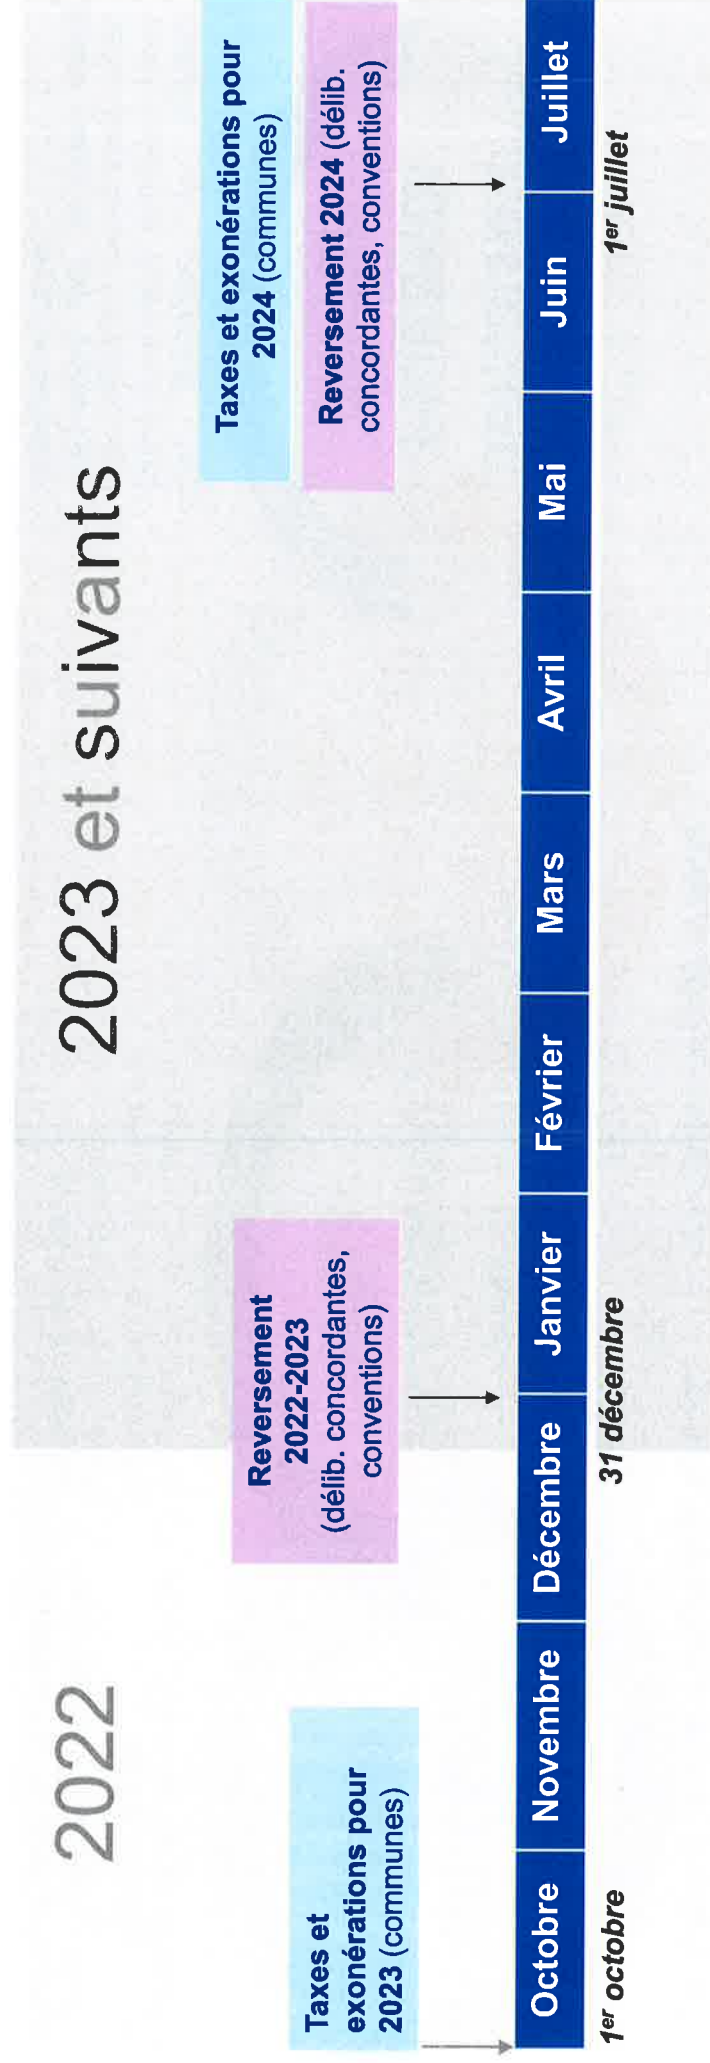 2022
2023 et suivants
Taxes et
exonérations pour
2023 (communes)
Reversement
2022-2023
(délib. concordantes,
conventions)
Taxes et exonérations pour
2024 (communes)
Reversement 2024 (délib.
concordantes, conventions)
Octobre
Novembre
Décembre
Janvier
Février
Mars
Avril
Mai
Juin
Juillet
1er octobre
31 décembre
1er juillet